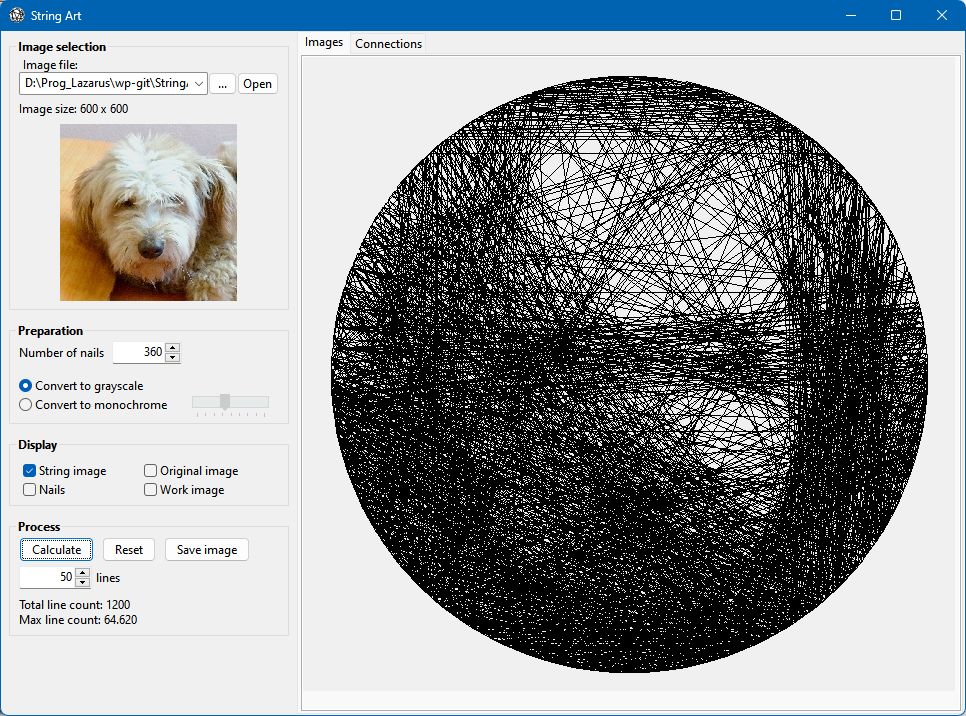 String Art
Image selection
Image file:
D:\Prog_Lazarus\wp-git\String
... Open
Image size: 600 x 600
Preparation
Number of nails 360
Convert to grayscale
Convert to monochrome
Display
String image Original image
Nails Work image
Process
Calculate Reset Save image
50 lines
Total line count: 1200
Max line count: 64.620
Images Connections